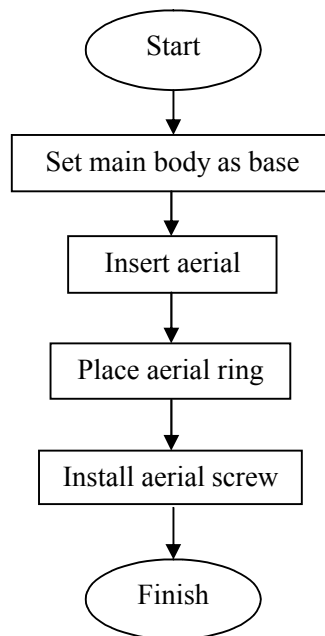 Start
Set main body as base
Insert aerial
Place aerial ring
Install aerial screw
Finish